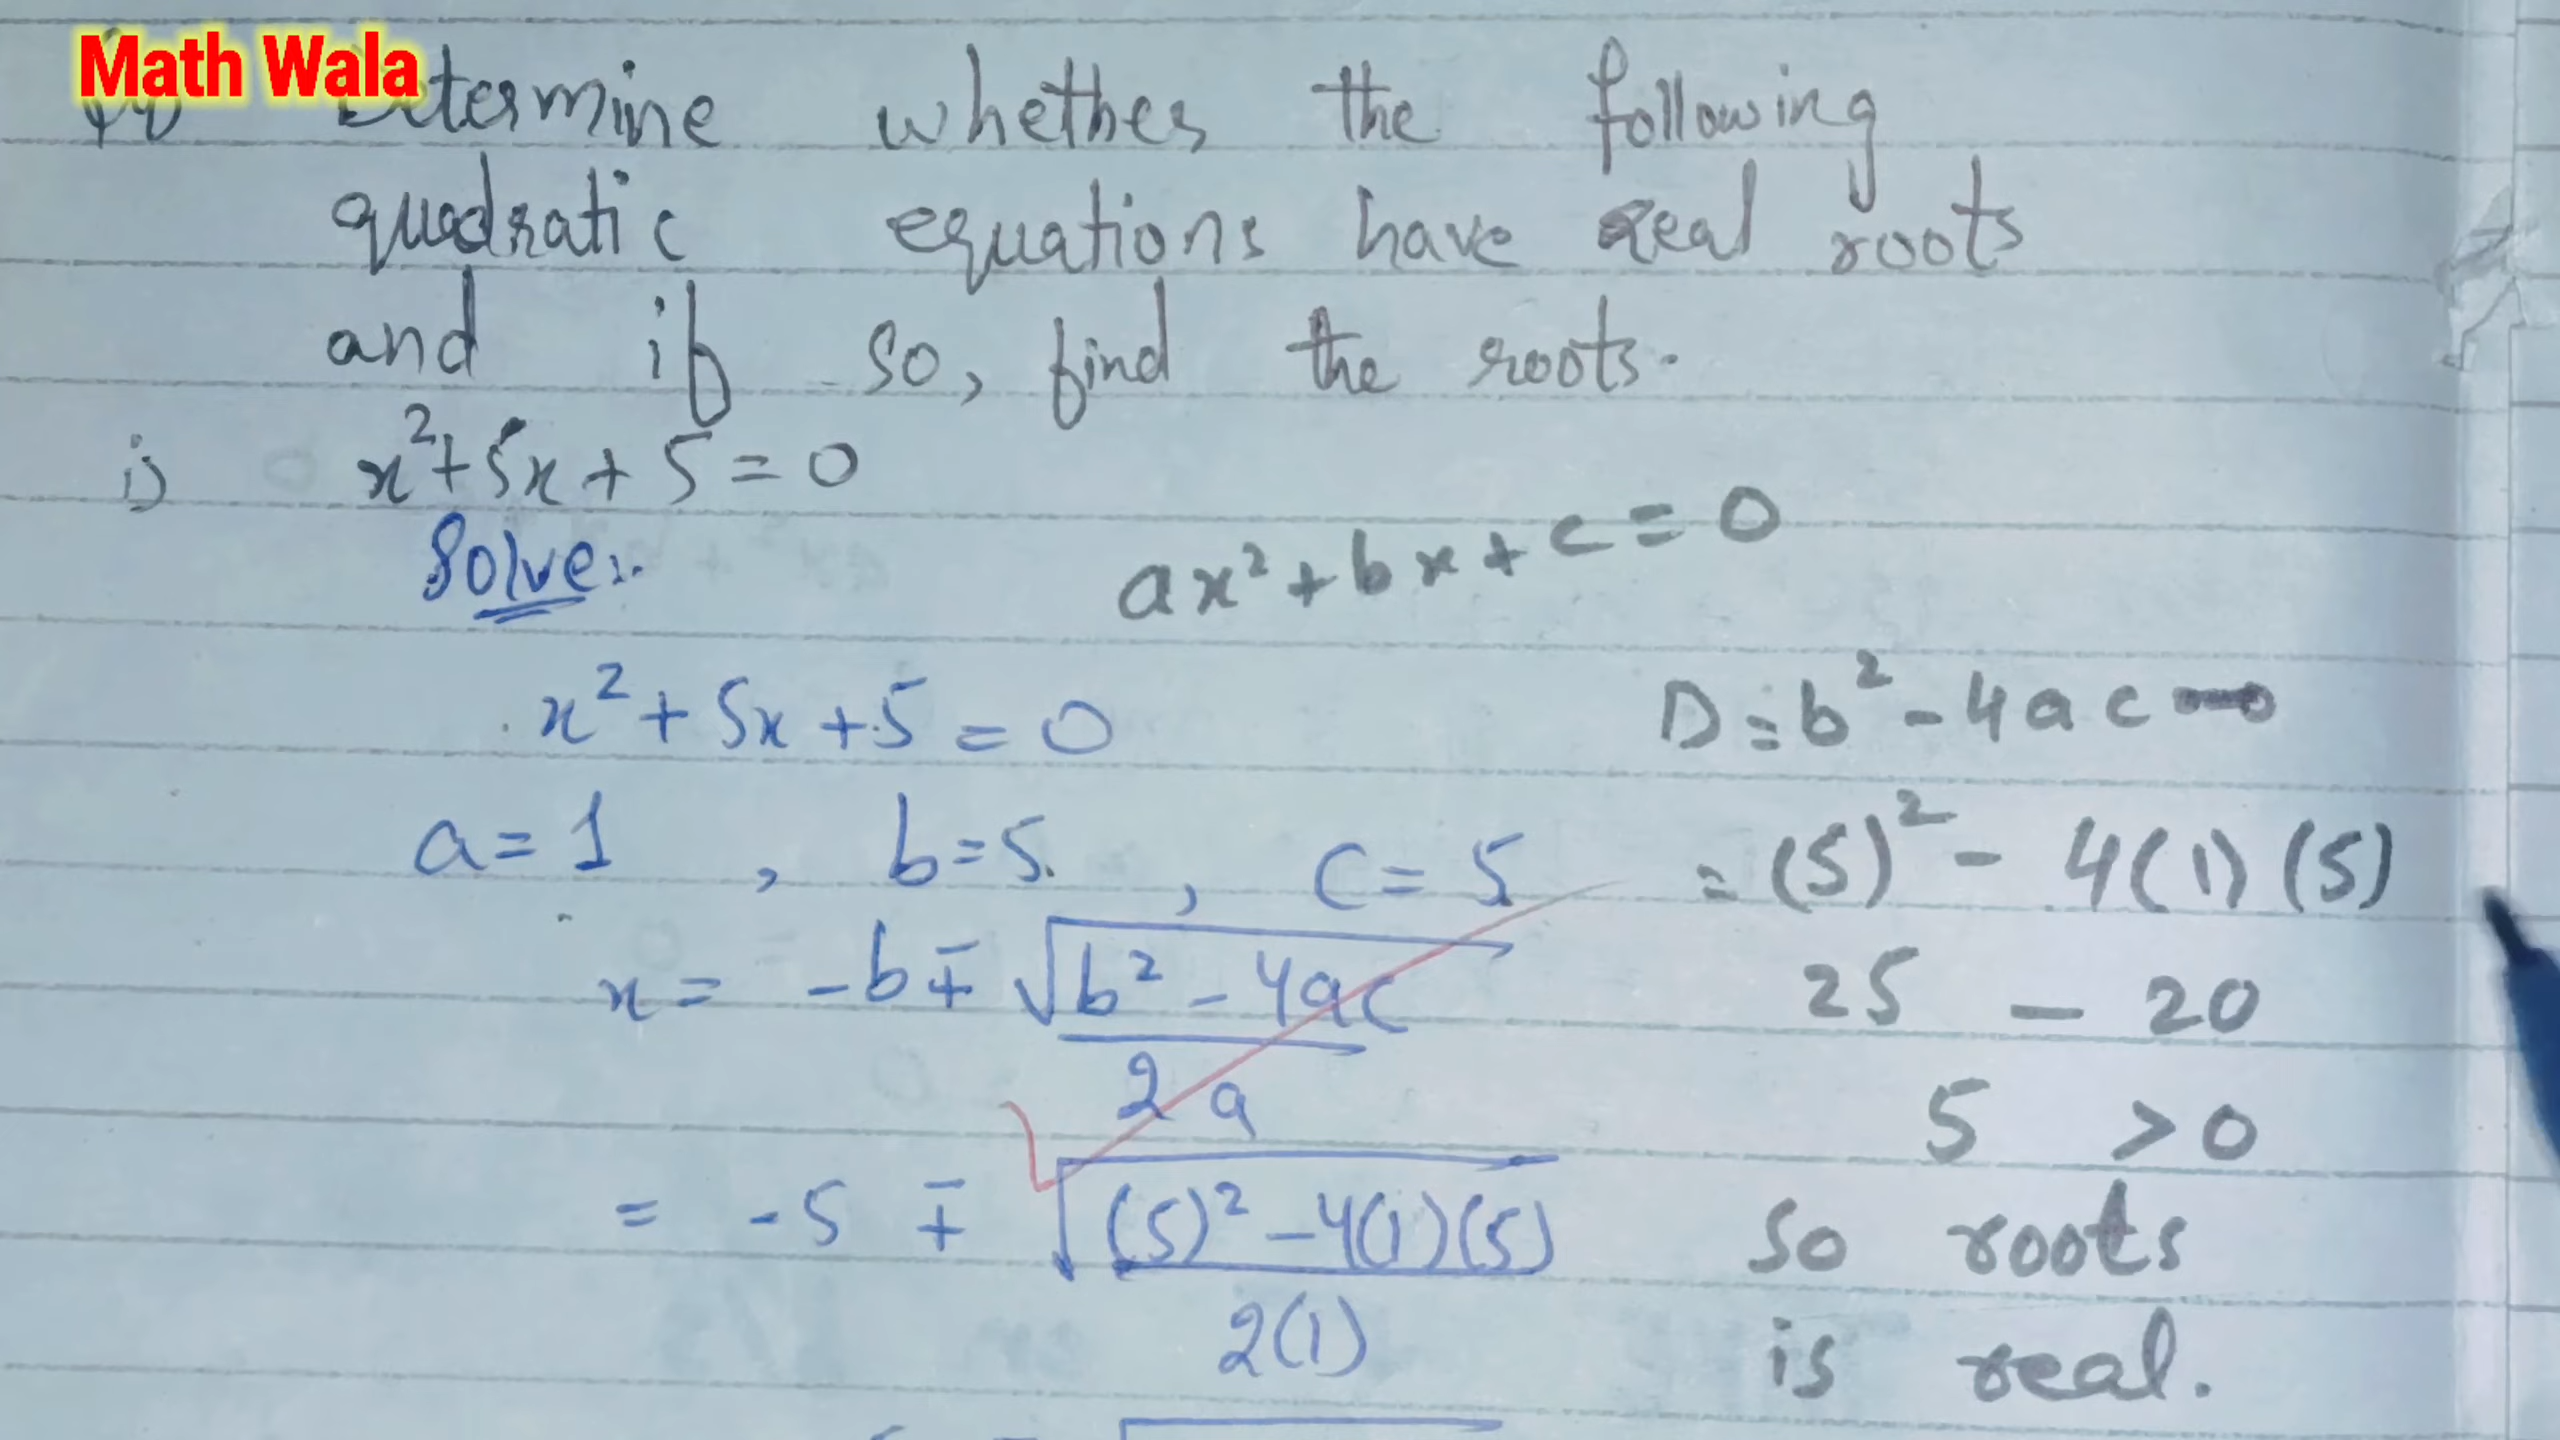 Math Wala
Determine whether the following
quadratic equations have real roots
and if so, find the roots.
i) x²+5x+5=0
Solve:.
ax²+bx+c=0
x²+5x+5=0
a=1, b=5, c=5
x= -b∓√b²-4ac
2a
= -5 ∓ √(5)²-4(1)(5)
2(1)
D=b²-4ac
=(5)²-4(1)(5)
25 - 20
5 >0
So roots
is real.